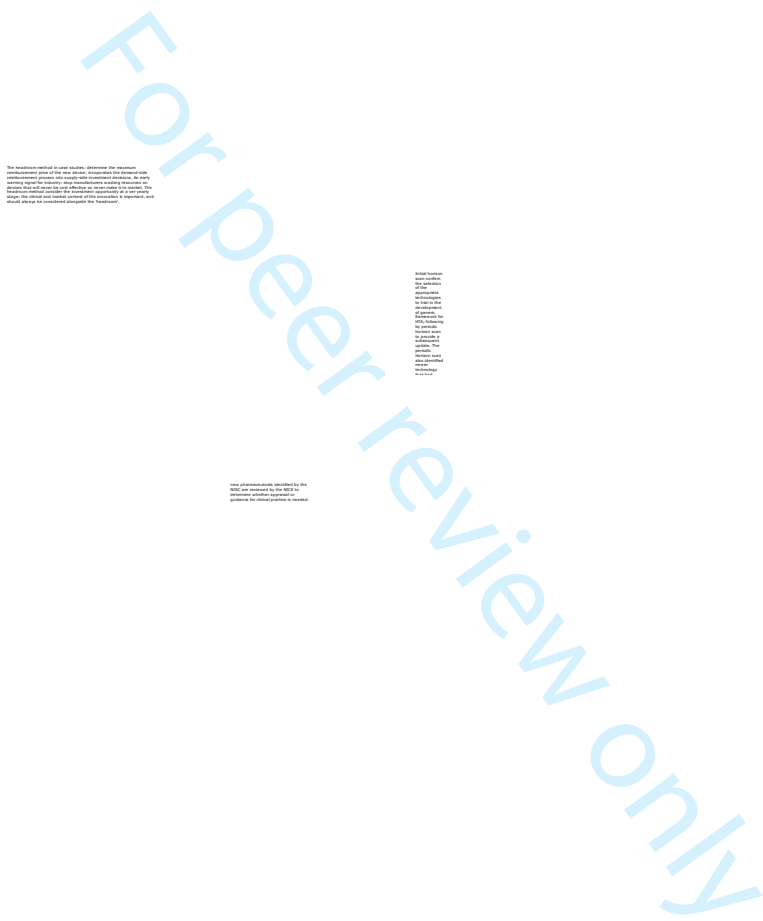 For peer review only
The headroom method in case studies: determine the maximum
reimbursement price of the new device; incorporates the demand-side
reimbursement process into supply-side investment decisions. An early
warning signal for industry: stop manufacturers wasting resources on
devices that will never be cost effective so never make it to market. The
headroom method consider the investment opportunity at a very early
stage; the clinical and market context of the innovation is important, and
should always be considered alongside the 'headroom'.
Initial horizon
scan confirm
the selection
of the
appropriate
technologies
to trial in the
development
of generic
framework for
HTA; following
by periodic
horizon scan
to provide a
subsequent
update. The
periodic
Horizon scan
also identified
newer
technology
that had
new pharmaceuticals identified by the
NHSC are reviewed by the NICE to
determine whether appraisal or
guidance for clinical practice is needed.